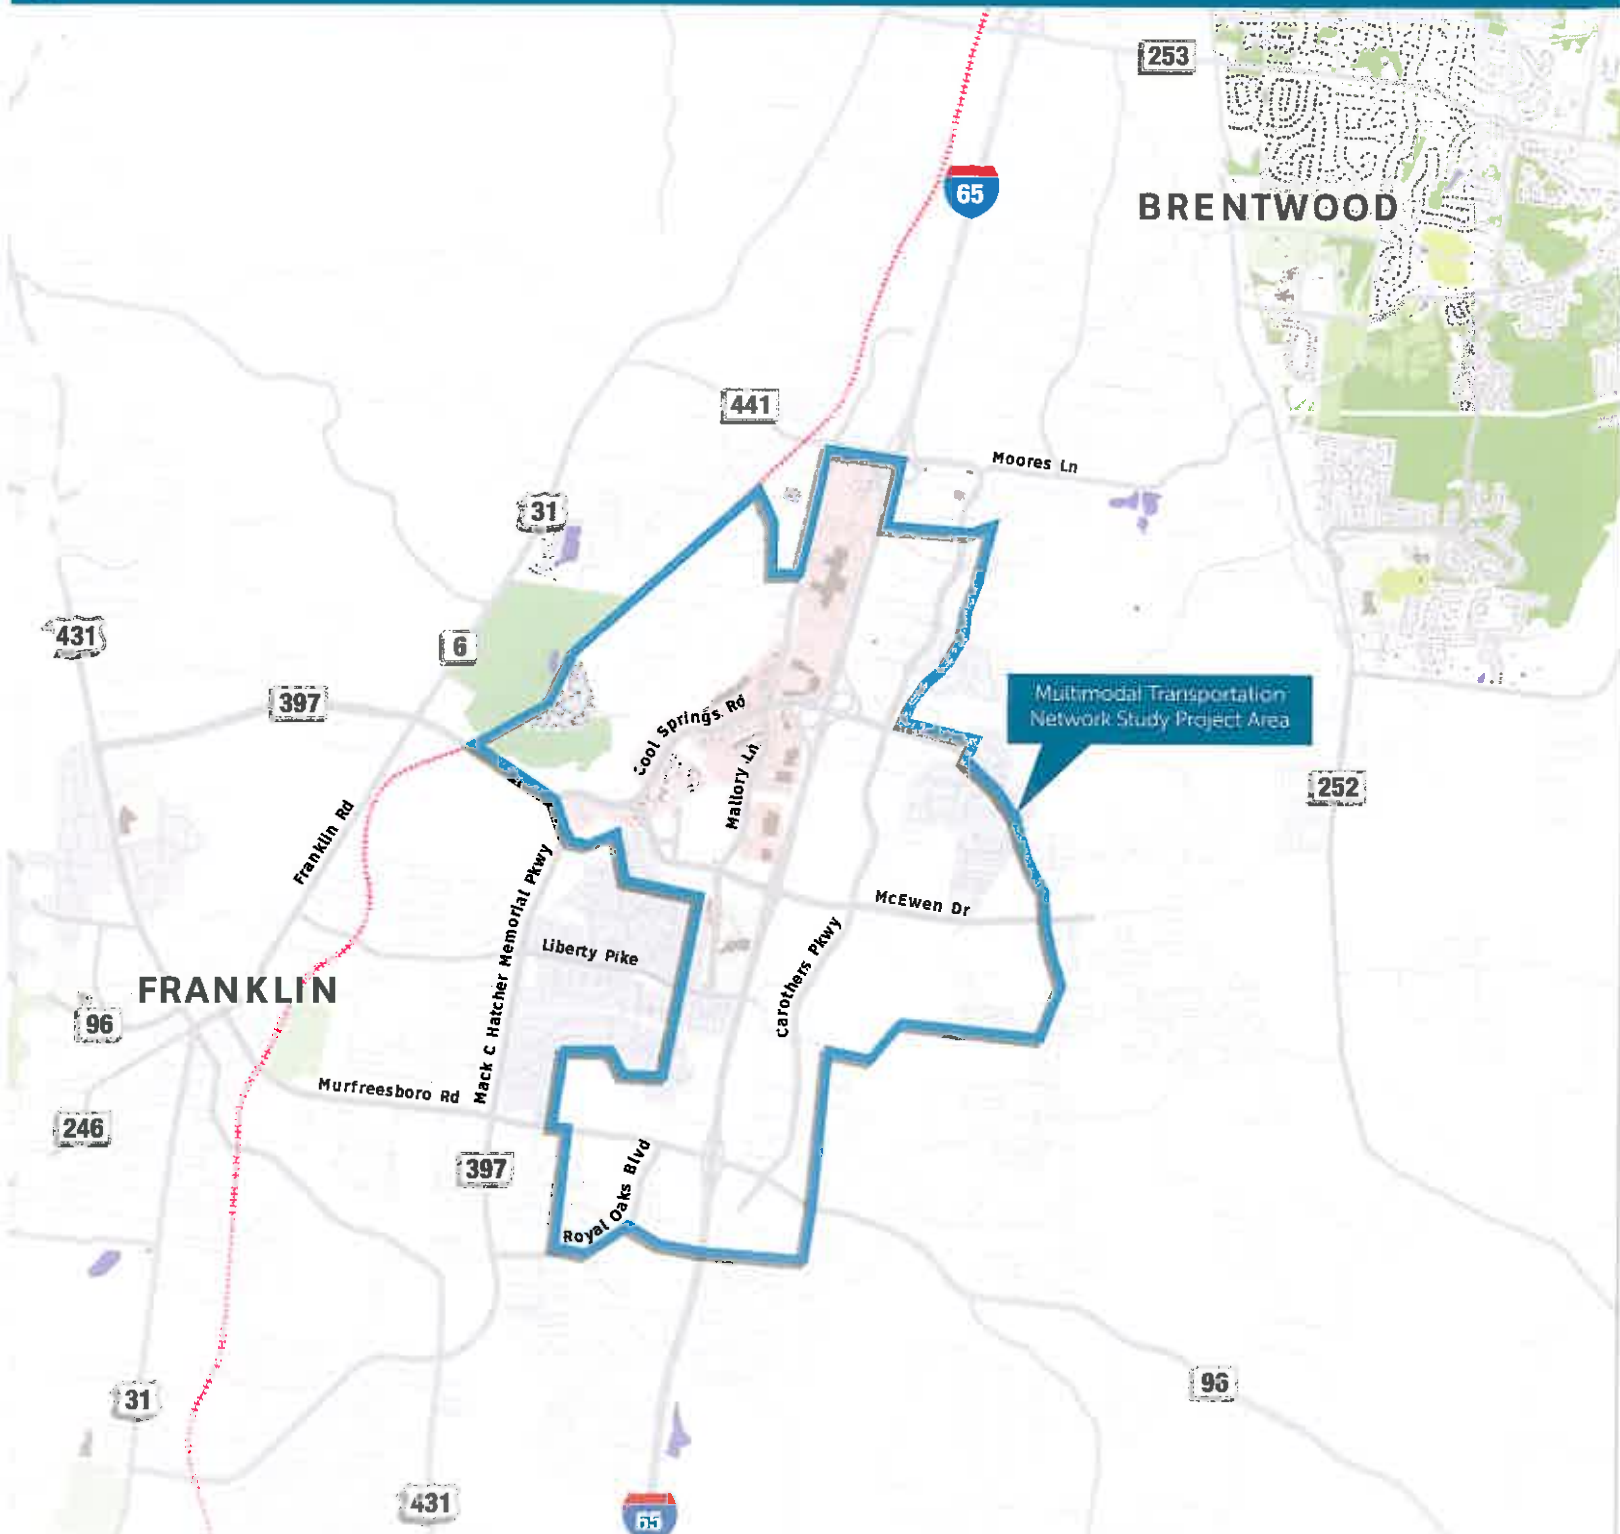 253
65
BRENTWOOD
441
Moores Ln
31
431
6
397
Multimodal Transportation
Network Study Project Area
Cool Springs Rd
Mallory Ln
252
Franklin Rd
Mack C Hatcher Memorial Pkwy
McEwen Dr
Carothers Pkwy
Liberty Pike
FRANKLIN
96
Murfreesboro Rd
246
397
Royal Oaks Blvd
31
96
431
65